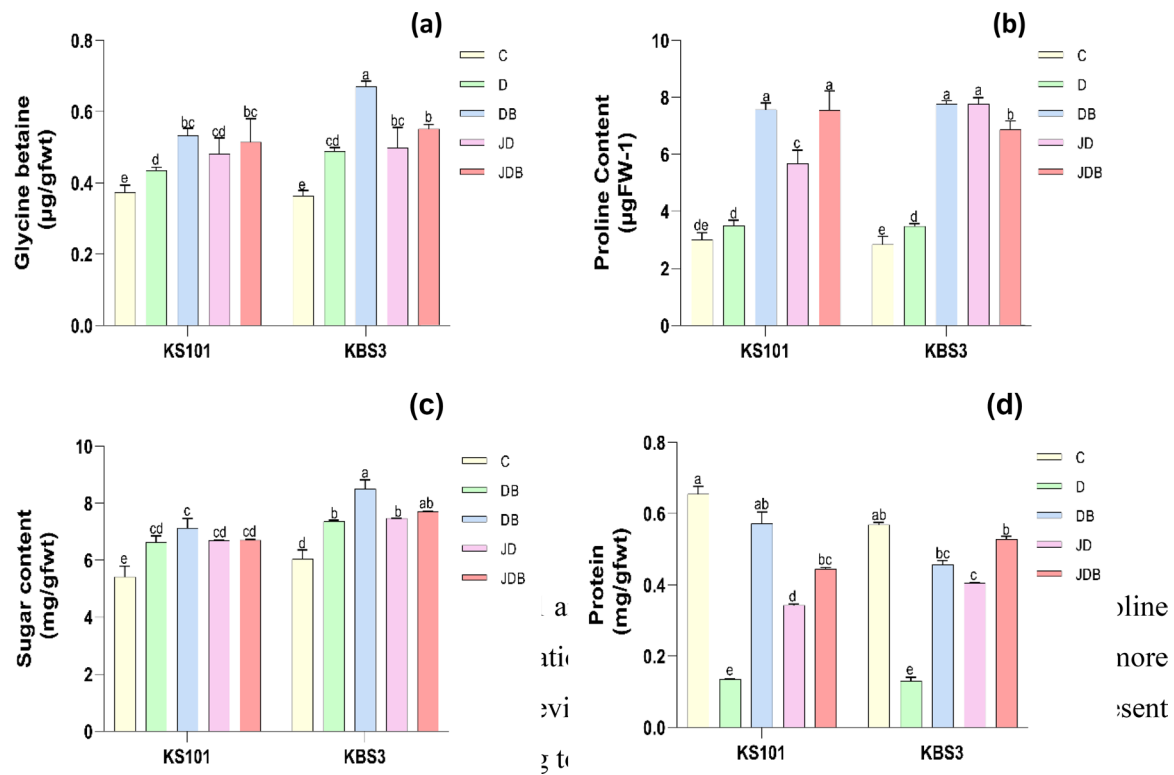 (a)
Glycine betaine
(µg/gfwt)
0.8
0.6
0.4
0.2
0.0
e
d
bc
cd
bc
e
cd
a
bc
b
KS101
KBS3
C
D
DB
JD
JDB
(b)
Proline Content
(µgFW-1)
10
8
6
4
2
0
de
d
a
c
a
e
d
a
a
b
KS101
KBS3
C
D
DB
JD
JDB
(c)
Sugar content
(mg/gfwt)
10
8
6
4
2
0
e
cd
c
cd
cd
d
b
a
b
ab
KS101
KBS3
C
DB
DB
JD
JDB
(d)
Protein
(mg/gfwt)
0.8
0.6
0.4
0.2
0.0
a
e
ab
d
bc
ab
e
bc
c
b
KS101
KBS3
C
D
DB
JD
JDB
a
oline
more
esent